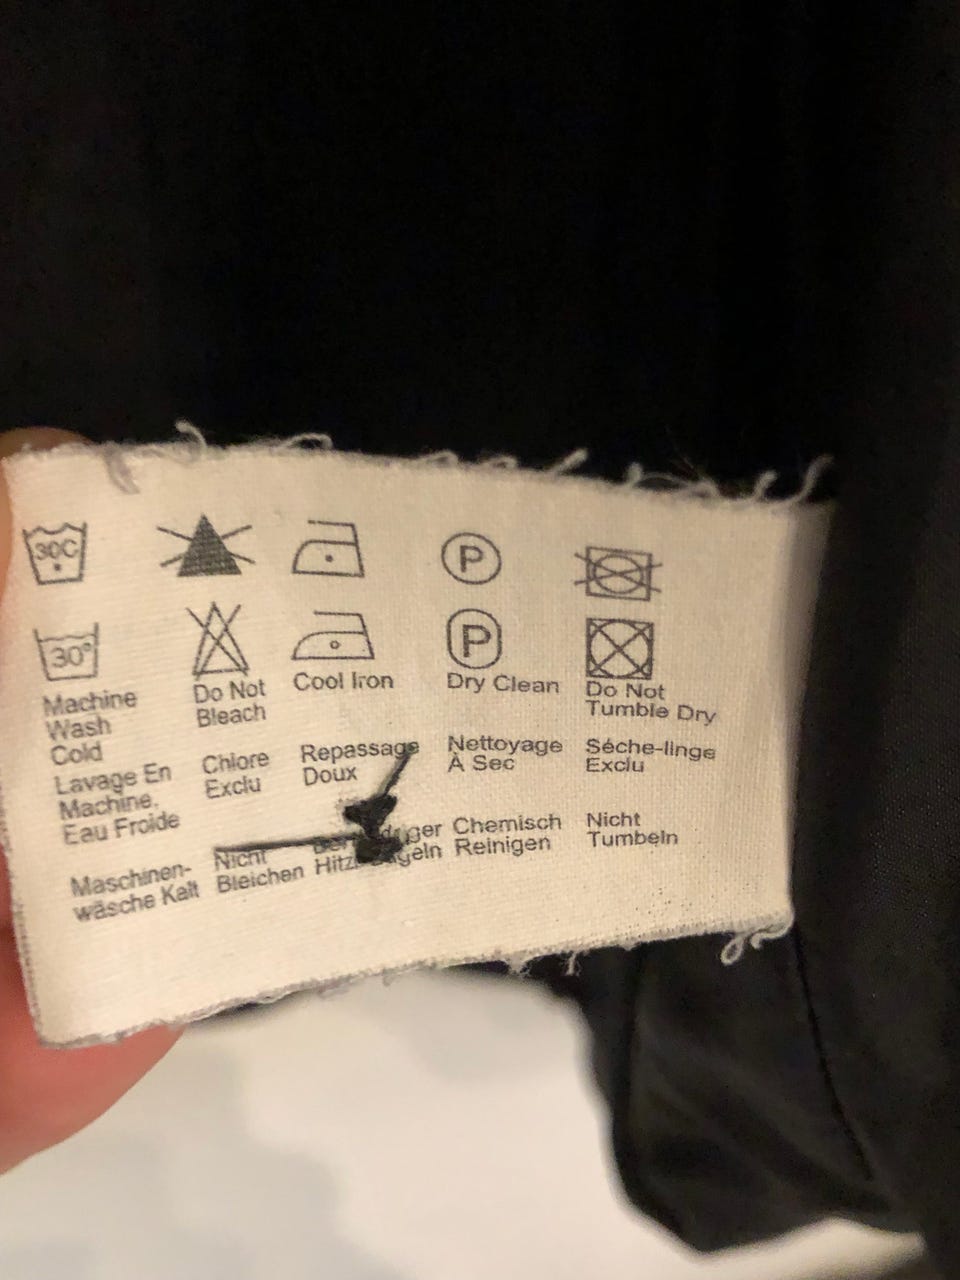 30C
P
30°
P
Machine
Wash
Cold
Do Not
Bleach
Cool Iron
Dry Clean
Do Not
Tumble Dry
Lavage En
Machine.
Eau Froide
Chlore
Exclu
Repassage
Doux
Nettoyage
À Sec
Séche-linge
Exclu
Maschinen-
wäsche Kalt
Nicht
Bleichen
Chemisch
Reinigen
Nicht
Tumbeln